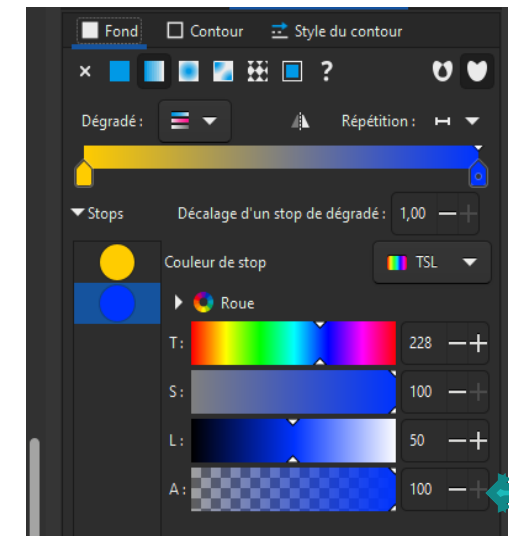 Fond Contour Style du contour
× ?
Dégradé : Répétition :
Stops Décalage d'un stop de dégradé : 1,00 — +
Couleur de stop TSL
Roue
T : 228 — +
S : 100 — +
L : 50 — +
A : 100 — +